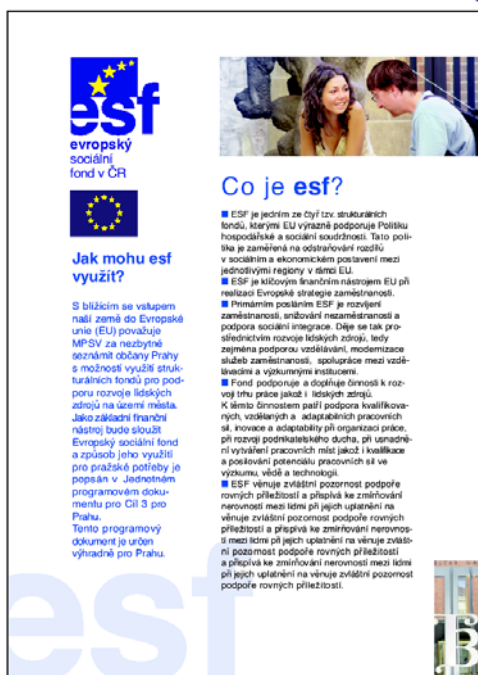 esf
evropský
sociální
fond v ČR
Jak mohu esf
využít?
S blížícím se vstupem
naší země do Evropské
unie (EU) považuje
MPSV za nezbytné
seznámit občany Prahy
s možností využití struk-
turálních fondů pro pod-
poru rozvoje lidských
zdrojů na území města.
Jako základní finanční
nástroj bude sloužit
Evropský sociální fond
a způsob jeho využití
pro pražské potřeby je
popsán v Jednotném
programovém doku-
mentu pro Cíl 3 pro
Prahu.
Tento programový
dokument je určen
výhradně pro Prahu.
Co je esf?
■ ESF je jedním ze čtyř tzv. strukturálních
fondů, kterými EU výrazně podporuje Politiku
hospodářské a sociální soudržnosti. Tato poli-
tika je zaměřená na odstraňování rozdílů
v sociálním a ekonomickém postavení mezi
jednotlivými regiony v rámci EU.
■ ESF je klíčovým finančním nástrojem EU při
realizaci Evropské strategie zaměstnanosti.
■ Primárním posláním ESF je rozvíjení
zaměstnanosti, snižování nezaměstnanosti a
podpora sociální integrace. Děje se tak pro-
střednictvím rozvoje lidských zdrojů, tedy
zejména podporou vzdělávání, modernizace
služeb zaměstnanosti, spolupráce mezi vzdě-
lávacími a výzkumnými institucemi.
■ Fond podporuje a doplňuje činnosti k roz-
voji trhu práce jakož i lidských zdrojů.
K těmto činnostem patří podpora kvalifikova-
ných, vzdělaných a adaptabilních pracovních
sil, inovace a adaptability při organizaci práce,
při rozvoji podnikatelského ducha, při usnadně-
ní vytváření pracovních míst jakož i kvalifikace
a posilování potenciálu pracovních sil ve
výzkumu, vědě a technologii.
■ ESF věnuje zvláštní pozornost podpoře
rovných příležitostí a přispívá ke zmírňování
nerovností mezi lidmi při jejich uplatnění na
věnuje zvláštní pozornost podpoře rovných
příležitostí a přispívá ke zmírňování nerovnos-
tí mezi lidmi při jejich uplatnění na věnuje zvlášt-
ní pozornost podpoře rovných příležitostí
a přispívá ke zmírňování nerovností mezi lidmi
při jejich uplatnění na věnuje zvláštní pozornost
podpoře rovných příležitostí.
esf